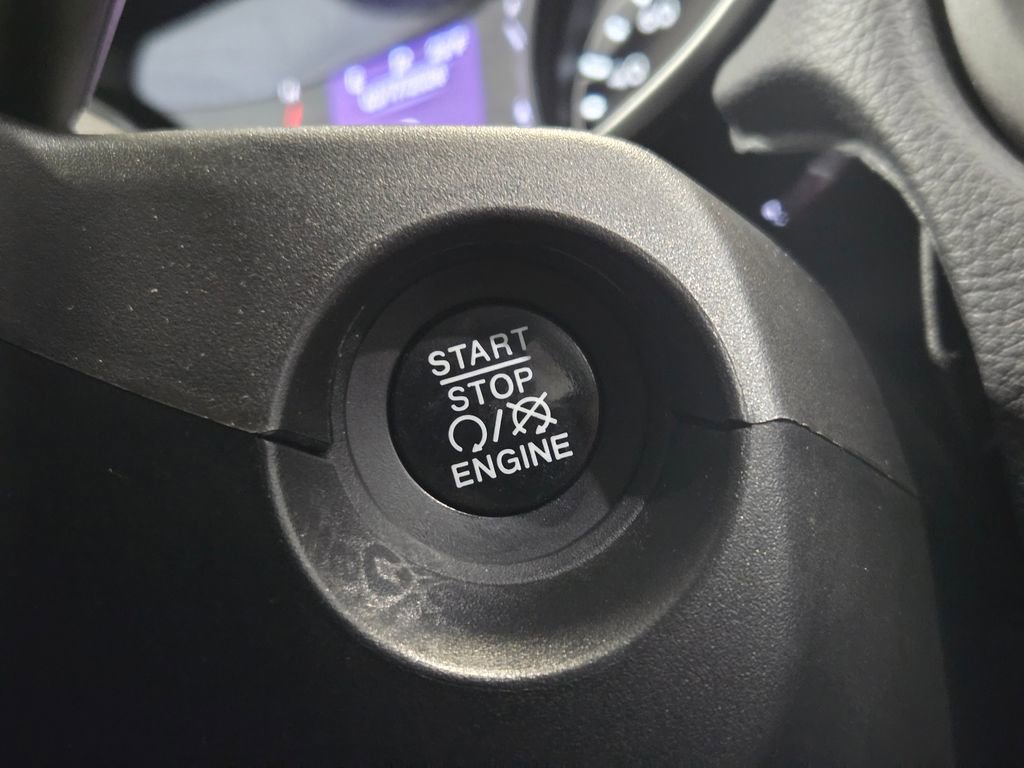 START
STOP
/
ENGINE